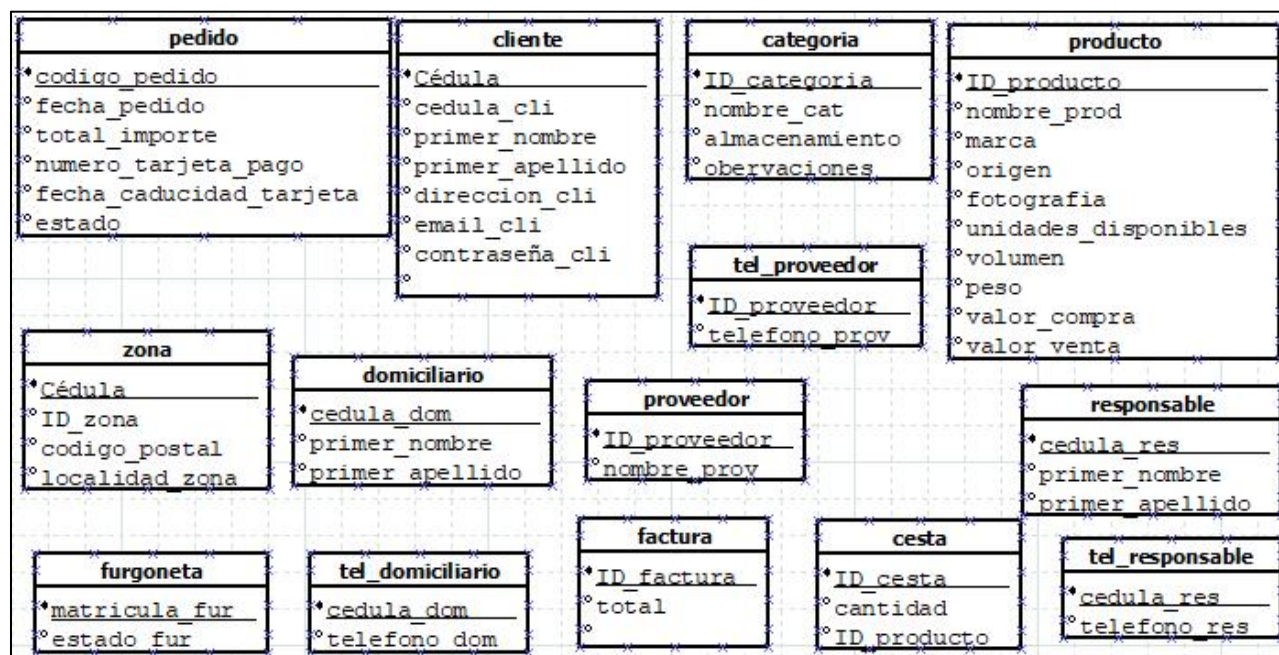 pedido
codigo_pedido
fecha_pedido
total_importe
numero_tarjeta_pago
fecha_caducidad_tarjeta
estado
cliente
Cédula
cedula_cli
primer_nombre
primer_apellido
direccion_cli
email_cli
contraseña_cli
categoria
ID_categoria
nombre_cat
almacenamiento
obervaciones
producto
ID_producto
nombre_prod
marca
origen
fotografia
unidades_disponibles
volumen
peso
valor_compra
valor_venta
tel_proveedor
ID_proveedor
telefono_prov
zona
Cédula
ID_zona
codigo_postal
localidad_zona
domiciliario
cedula_dom
primer_nombre
primer_apellido
proveedor
ID_proveedor
nombre_prov
responsable
cedula_res
primer_nombre
primer_apellido
furgoneta
matricula_fur
estado_fur
tel_domiciliario
cedula_dom
telefono_dom
factura
ID_factura
total
cesta
ID_cesta
cantidad
ID_producto
tel_responsable
cedula_res
telefono_res